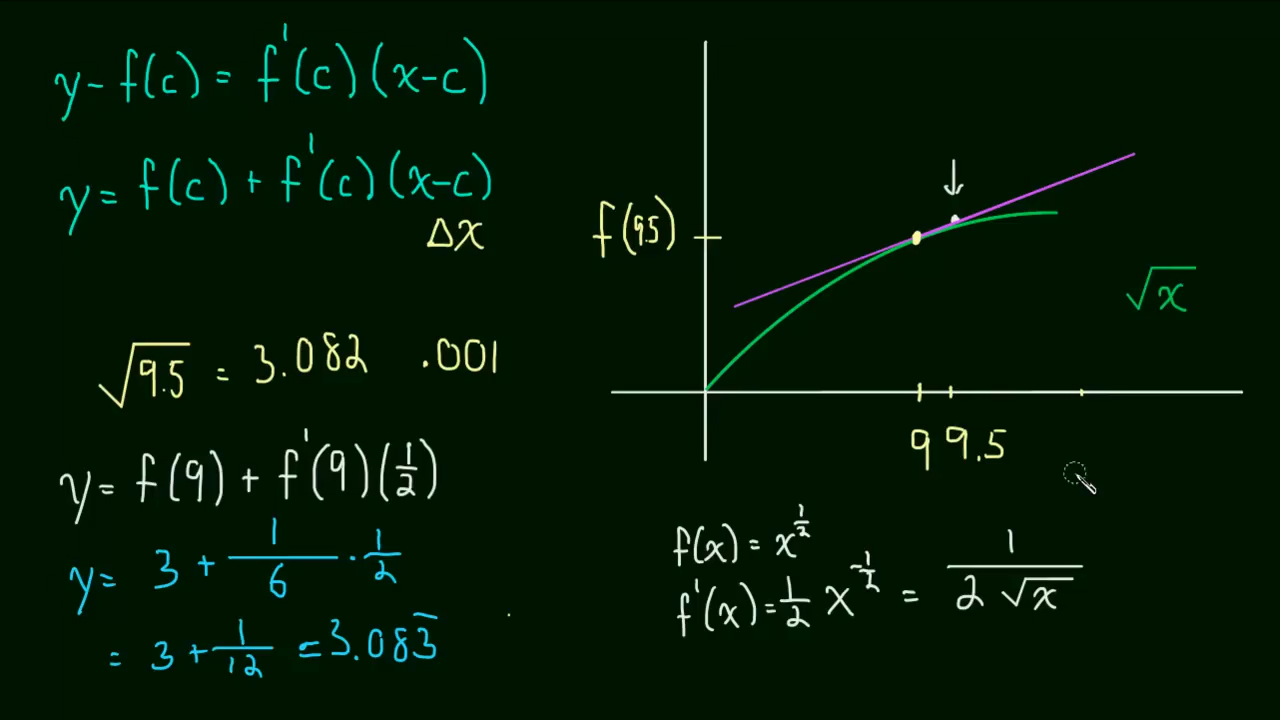 y - f(c) = f'(c)(x-c)
y = f(c) + f'(c)(x-c)
Δx
√9.5 = 3.082 .001
y = f(9) + f'(9)(1/2)
y = 3 + 1/6 · 1/2
= 3 + 1/12 = 3.083̅
f(9.5)
√x
9 9.5
f(x) = x^(1/2)
f'(x) = 1/2 x^(-1/2) = 1/(2√x)